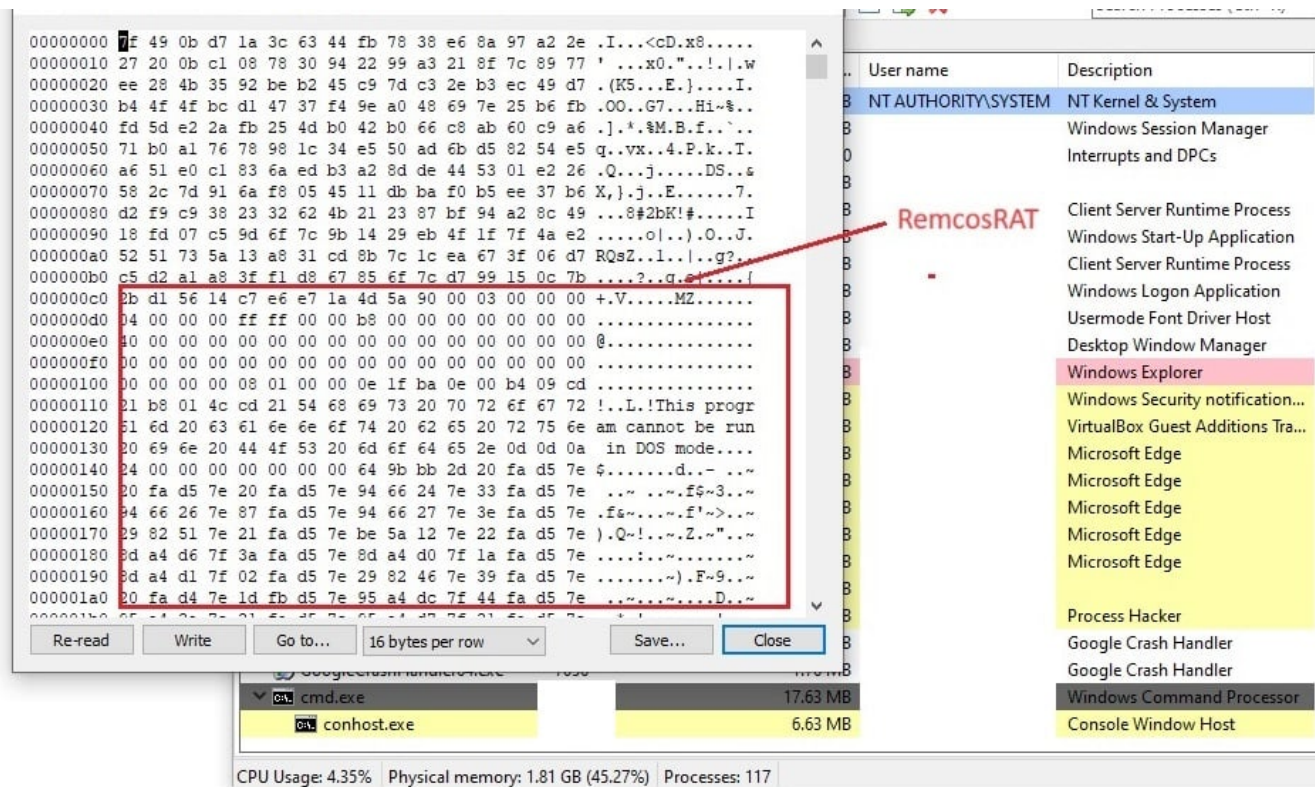 00000000 7f 49 0b d7 1a 3c 63 44 fb 78 38 e6 8a 97 a2 2e .I...<cD.x8.....
00000010 27 20 0b c1 08 78 30 94 22 99 a3 21 8f 7c 89 77 ' ...x0."..!.|.w
00000020 ee 28 4b 35 92 be b2 45 c9 7d c3 2e b3 ec 49 d7 .(K5...E.}....I.
00000030 b4 4f 4f bc d1 47 37 f4 9e a0 48 69 7e 25 b6 fb .OO..G7...Hi~%..
00000040 fd 5d e2 2a fb 25 4d b0 42 b0 66 c8 ab 60 c9 a6 .].*.%M.B.f..`..
00000050 71 b0 a1 76 78 98 1c 34 e5 50 ad 6b d5 82 54 e5 q..vx..4.P.k..T.
00000060 a6 51 e0 c1 83 6a ed b3 a2 8d de 44 53 01 e2 26 .Q...j.....DS..&
00000070 58 2c 7d 91 6a f8 05 45 11 db ba f0 b5 ee 37 b6 X,}.j..E......7.
00000080 d2 f9 c9 38 23 32 62 4b 21 23 87 bf 94 a2 8c 49 ...8#2bK!#.....I
00000090 18 fd 07 c5 9d 6f 7c 9b 14 29 eb 4f 1f 7f 4a e2 .....o|..).O..J.
000000a0 52 51 73 5a 13 a8 31 cd 8b 7c 1c ea 67 3f 06 d7 RQsZ..1..|..g?..
000000b0 c5 d2 a1 a8 3f f1 d8 67 85 6f 7c d7 99 15 0c 7b ....?..g.o|....{
000000c0 2b d1 56 14 c7 e6 e7 1a 4d 5a 90 00 03 00 00 00 +.V.....MZ......
000000d0 04 00 00 00 ff ff 00 00 b8 00 00 00 00 00 00 00 ................
000000e0 40 00 00 00 00 00 00 00 00 00 00 00 00 00 00 00 @...............
000000f0 00 00 00 00 00 00 00 00 00 00 00 00 00 00 00 00 ................
00000100 00 00 00 00 08 01 00 00 0e 1f ba 0e 00 b4 09 cd ................
00000110 21 b8 01 4c cd 21 54 68 69 73 20 70 72 6f 67 72 !..L.!This progr
00000120 61 6d 20 63 61 6e 6e 6f 74 20 62 65 20 72 75 6e am cannot be run
00000130 20 69 6e 20 44 4f 53 20 6d 6f 64 65 2e 0d 0d 0a in DOS mode....
00000140 24 00 00 00 00 00 00 00 64 9b bb 2d 20 fa d5 7e $.......d..- ..~
00000150 20 fa d5 7e 20 fa d5 7e 94 66 24 7e 33 fa d5 7e ..~ ..~.f$~3..~
00000160 94 66 26 7e 87 fa d5 7e 94 66 27 7e 3e fa d5 7e .f&~...~.f'~>..~
00000170 29 82 51 7e 21 fa d5 7e be 5a 12 7e 22 fa d5 7e ).Q~!..~.Z.~"..~
00000180 8d a4 d6 7f 3a fa d5 7e 8d a4 d0 7f 1a fa d5 7e ....:..~.......~
00000190 8d a4 d1 7f 02 fa d5 7e 29 82 46 7e 39 fa d5 7e .......~).F~9..~
000001a0 20 fa d4 7e 1d fb d5 7e 95 a4 dc 7f 44 fa d5 7e ..~...~....D..~
Re-read Write Go to... 16 bytes per row Save... Close
RemcosRAT
User name Description
NT AUTHORITY\SYSTEM NT Kernel & System
Windows Session Manager
Interrupts and DPCs
Client Server Runtime Process
Windows Start-Up Application
Client Server Runtime Process
Windows Logon Application
Usermode Font Driver Host
Desktop Window Manager
Windows Explorer
Windows Security notification...
VirtualBox Guest Additions Tra...
Microsoft Edge
Microsoft Edge
Microsoft Edge
Microsoft Edge
Microsoft Edge
Process Hacker
Google Crash Handler
Google Crash Handler
cmd.exe 17.63 MB Windows Command Processor
conhost.exe 6.63 MB Console Window Host
CPU Usage: 4.35% Physical memory: 1.81 GB (45.27%) Processes: 117